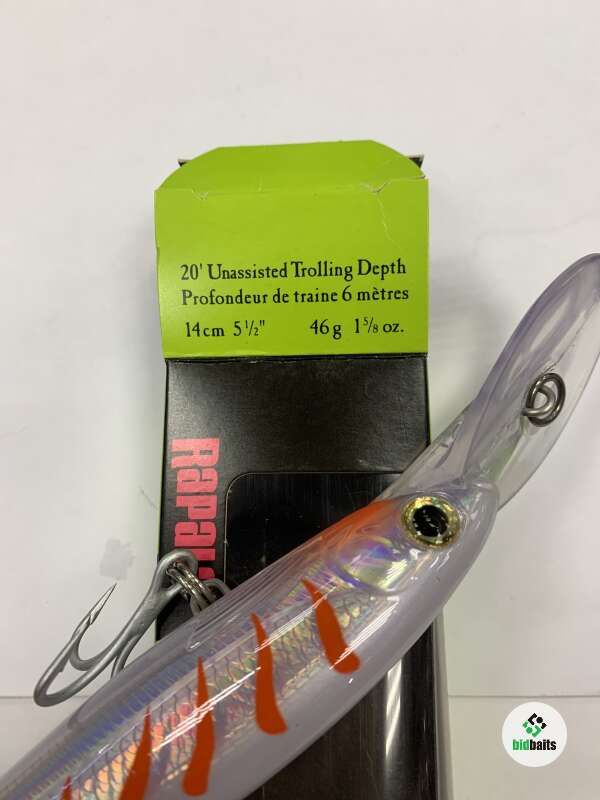 20' Unassisted Trolling Depth
Profondeur de traine 6 mètres
14cm 5 1/2" 46g 1 5/8 oz.
RAPAL
bidbaits